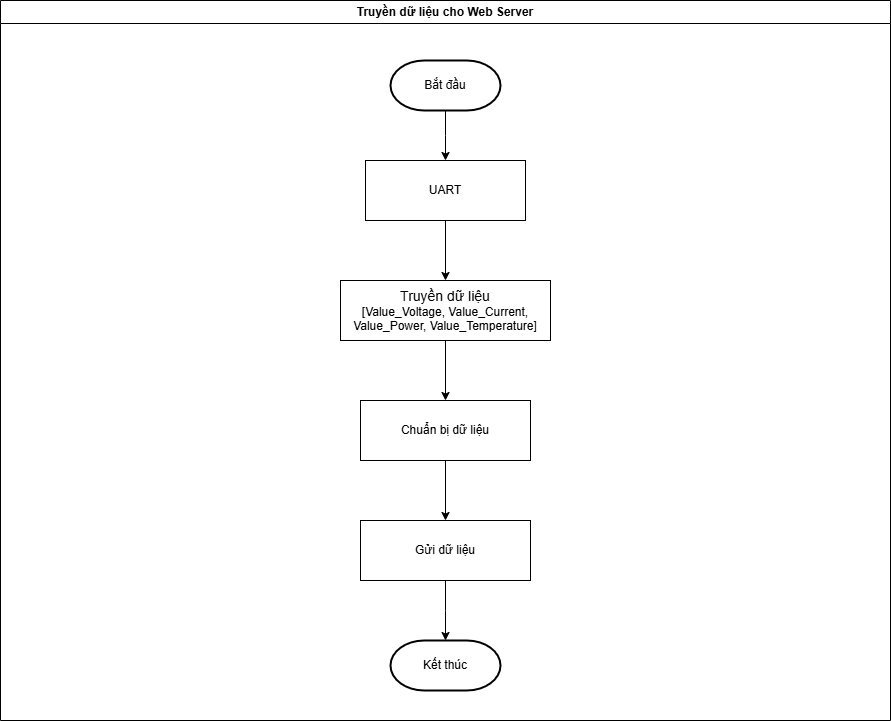 Truyền dữ liệu cho Web Server
Bắt đầu
UART
Truyền dữ liệu
[Value_Voltage, Value_Current,
Value_Power, Value_Temperature]
Chuẩn bị dữ liệu
Gửi dữ liệu
Kết thúc